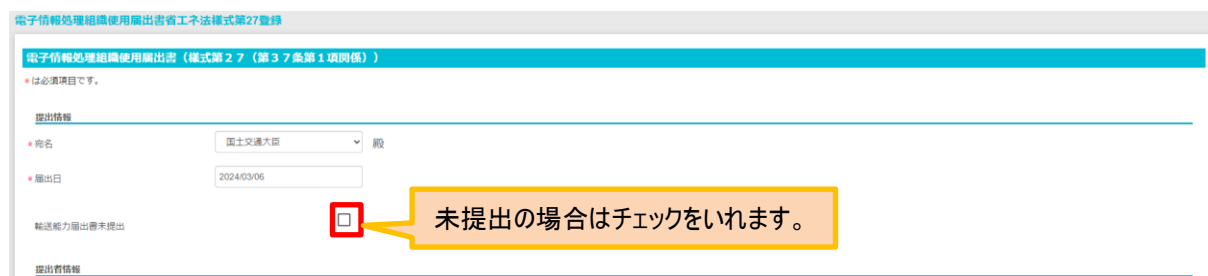 電子情報処理組織使用届出書省エネ法様式第27登録
電子情報処理組織使用届出書（様式第２７（第３７条第１項関係））
*は必須項目です。
提出情報
*宛名 国土交通大臣 殿
*届出日 2024/03/06
輸送能力届出書未提出
未提出の場合はチェックをいれます。
提出者情報